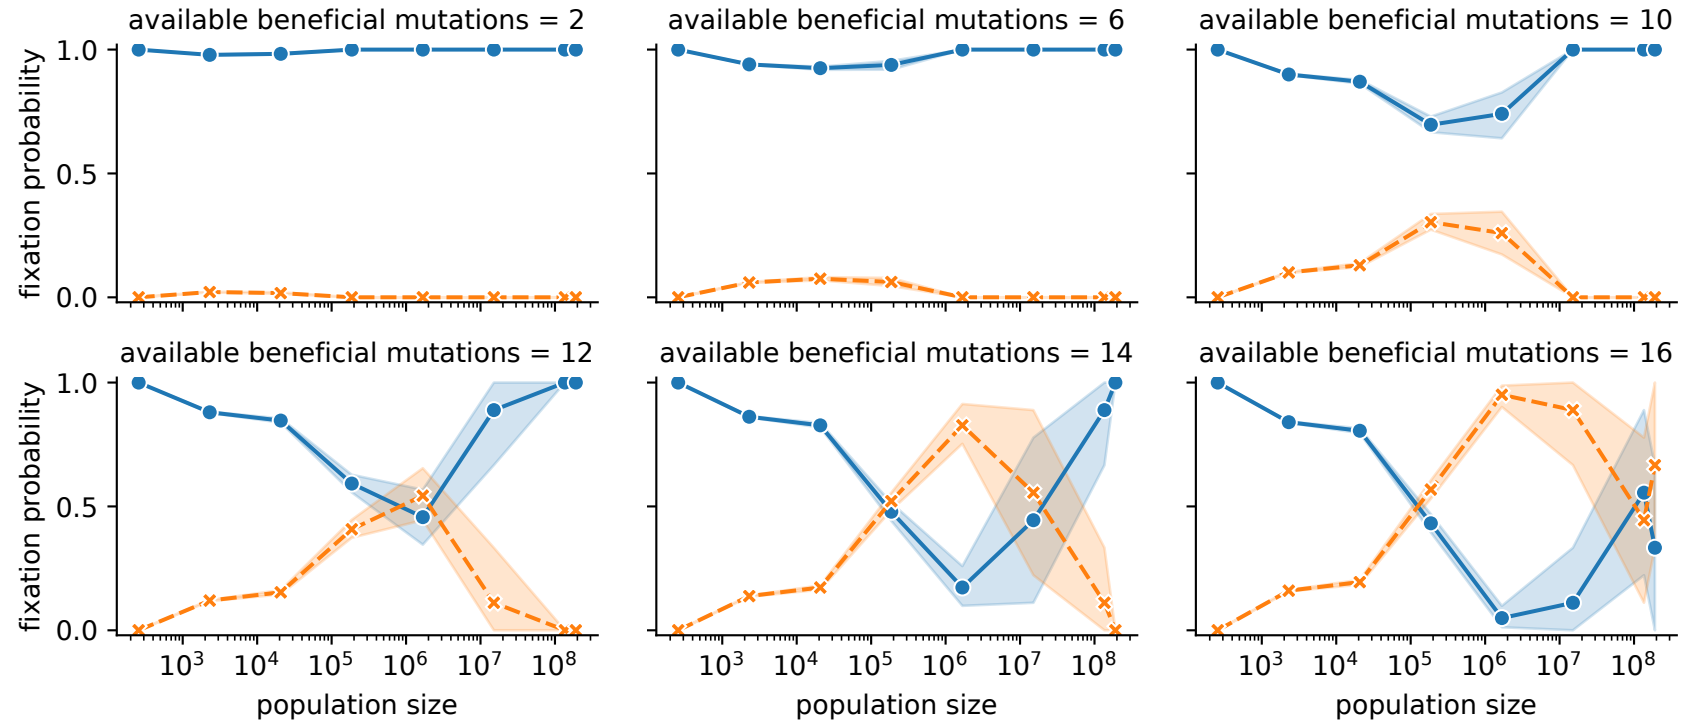 available beneficial mutations = 2
available beneficial mutations = 6
available beneficial mutations = 10
fixation probability
1.0
0.5
0.0
available beneficial mutations = 12
available beneficial mutations = 14
available beneficial mutations = 16
fixation probability
1.0
0.5
0.0
10³ 10⁴ 10⁵ 10⁶ 10⁷ 10⁸
10³ 10⁴ 10⁵ 10⁶ 10⁷ 10⁸
10³ 10⁴ 10⁵ 10⁶ 10⁷ 10⁸
population size
population size
population size